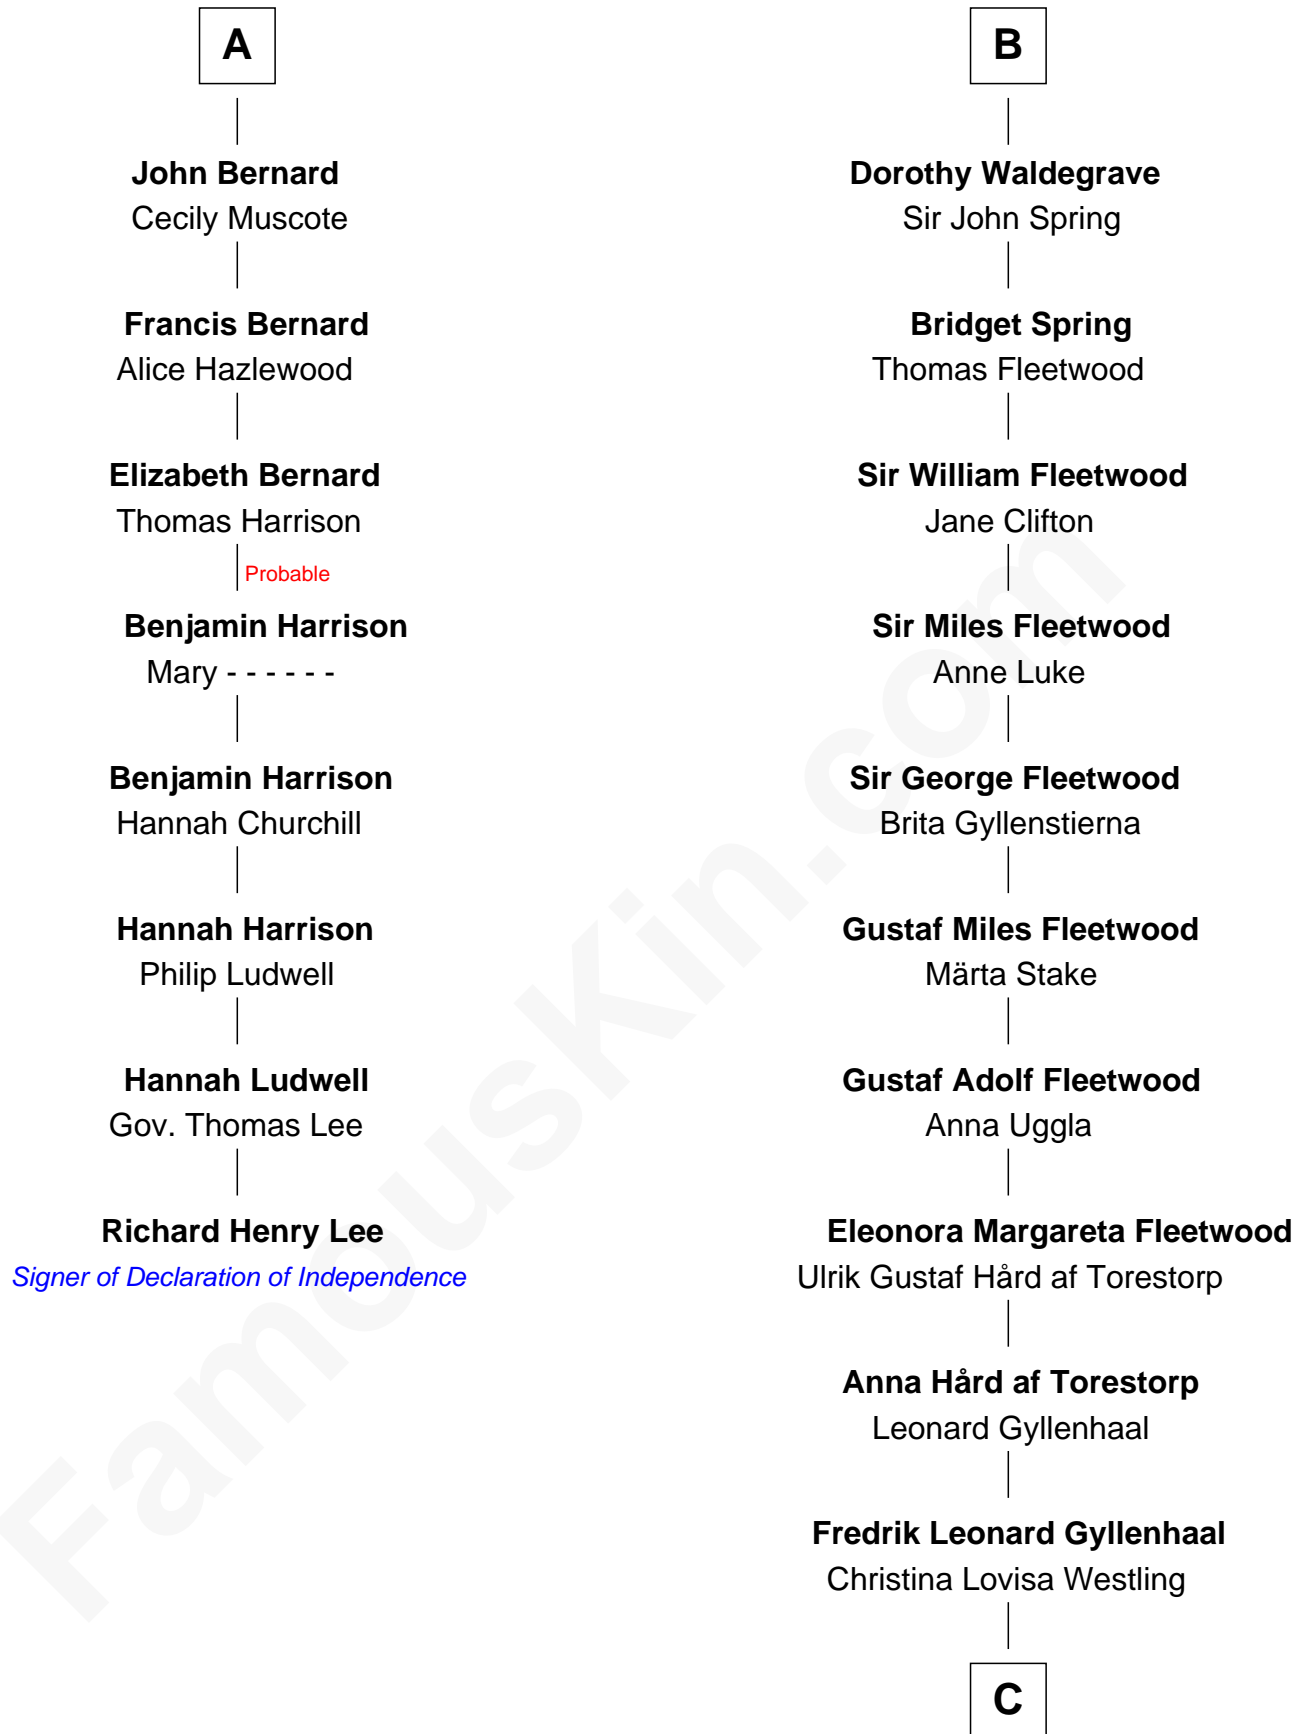 A
John Bernard
Cecily Muscote
Francis Bernard
Alice Hazlewood
Elizabeth Bernard
Thomas Harrison
Probable
Benjamin Harrison
Mary - - - - - -
Benjamin Harrison
Hannah Churchill
Hannah Harrison
Philip Ludwell
Hannah Ludwell
Gov. Thomas Lee
Richard Henry Lee
Signer of Declaration of Independence
B
Dorothy Waldegrave
Sir John Spring
Bridget Spring
Thomas Fleetwood
Sir William Fleetwood
Jane Clifton
Sir Miles Fleetwood
Anne Luke
Sir George Fleetwood
Brita Gyllenstierna
Gustaf Miles Fleetwood
Märta Stake
Gustaf Adolf Fleetwood
Anna Uggla
Eleonora Margareta Fleetwood
Ulrik Gustaf Hård af Torestorp
Anna Hård af Torestorp
Leonard Gyllenhaal
Fredrik Leonard Gyllenhaal
Christina Lovisa Westling
C
FamousKin.com